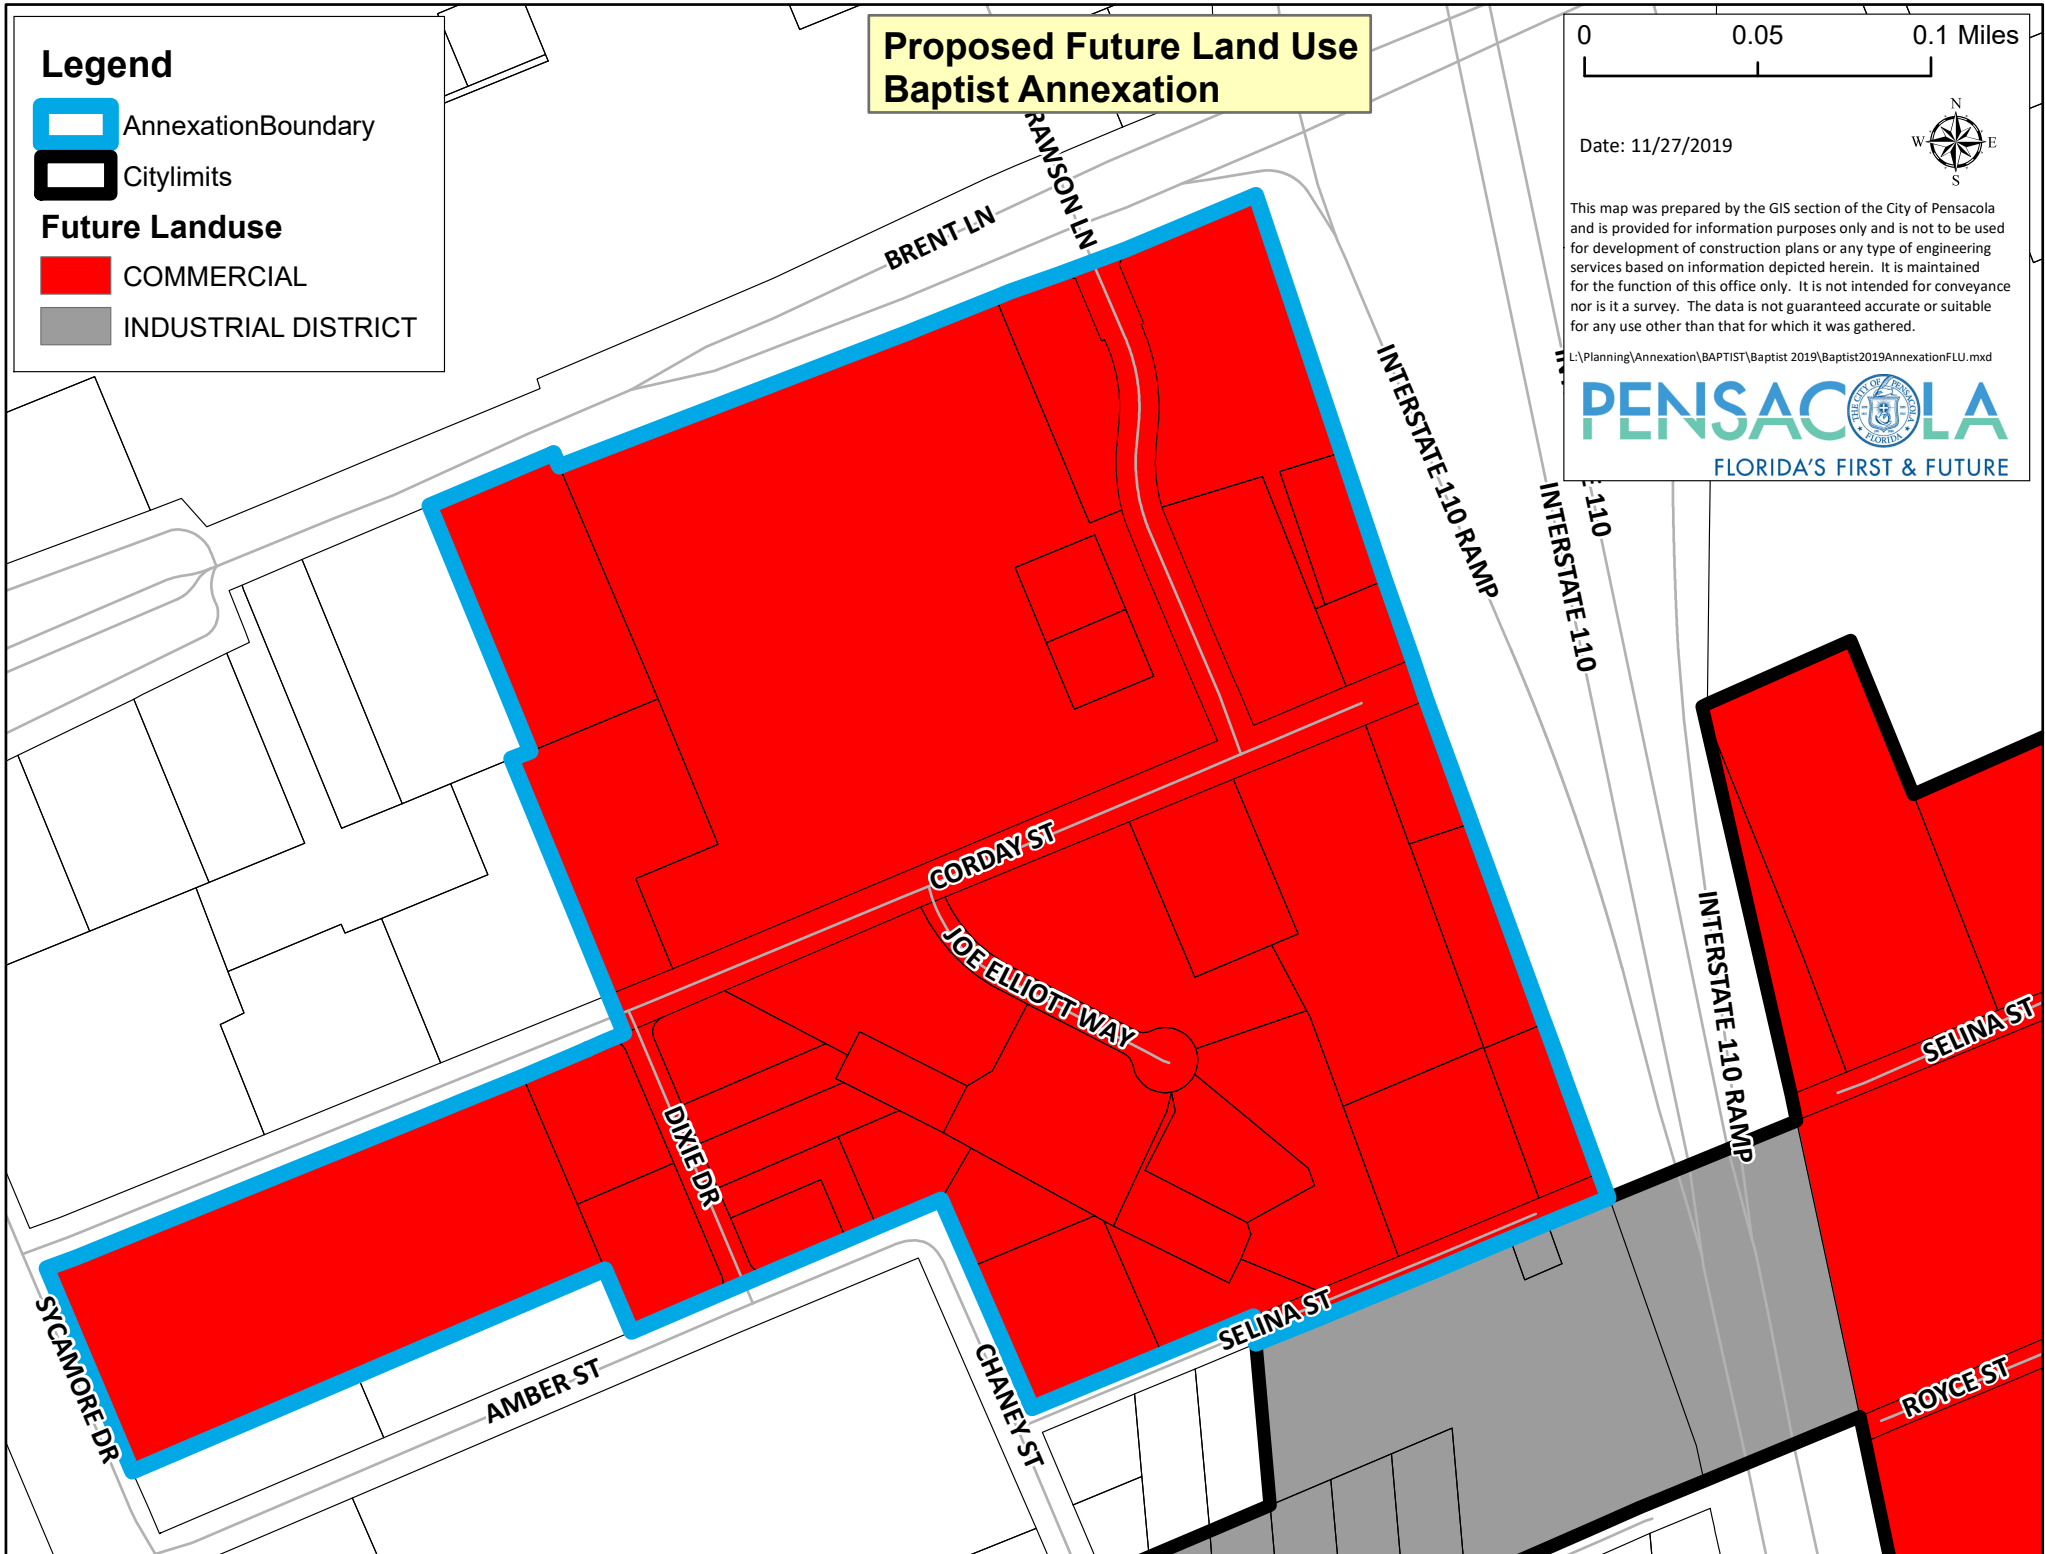 Legend
AnnexationBoundary
Citylimits
Future Landuse
COMMERCIAL
INDUSTRIAL DISTRICT
Proposed Future Land Use
Baptist Annexation
0 0.05 0.1 Miles
N
W E
S
Date: 11/27/2019
This map was prepared by the GIS section of the City of Pensacola
and is provided for information purposes only and is not to be used
for development of construction plans or any type of engineering
services based on information depicted herein. It is maintained
for the function of this office only. It is not intended for conveyance
nor is it a survey. The data is not guaranteed accurate or suitable
for any use other than that for which it was gathered.
L:\Planning\Annexation\BAPTIST\Baptist 2019\Baptist2019AnnexationFLU.mxd
PENSACOLA
THE CITY OF PENSACOLA
FLORIDA
FLORIDA'S FIRST & FUTURE
RAWSON LN
BRENT LN
INTERSTATE 110 RAMP
INTERSTATE 110
E 110
CORDAY ST
JOE ELLIOTT WAY
INTERSTATE 110 RAMP
SELINA ST
DIXIE DR
SELINA ST
SYCAMORE DR
AMBER ST
CHANEY ST
ROYCE ST